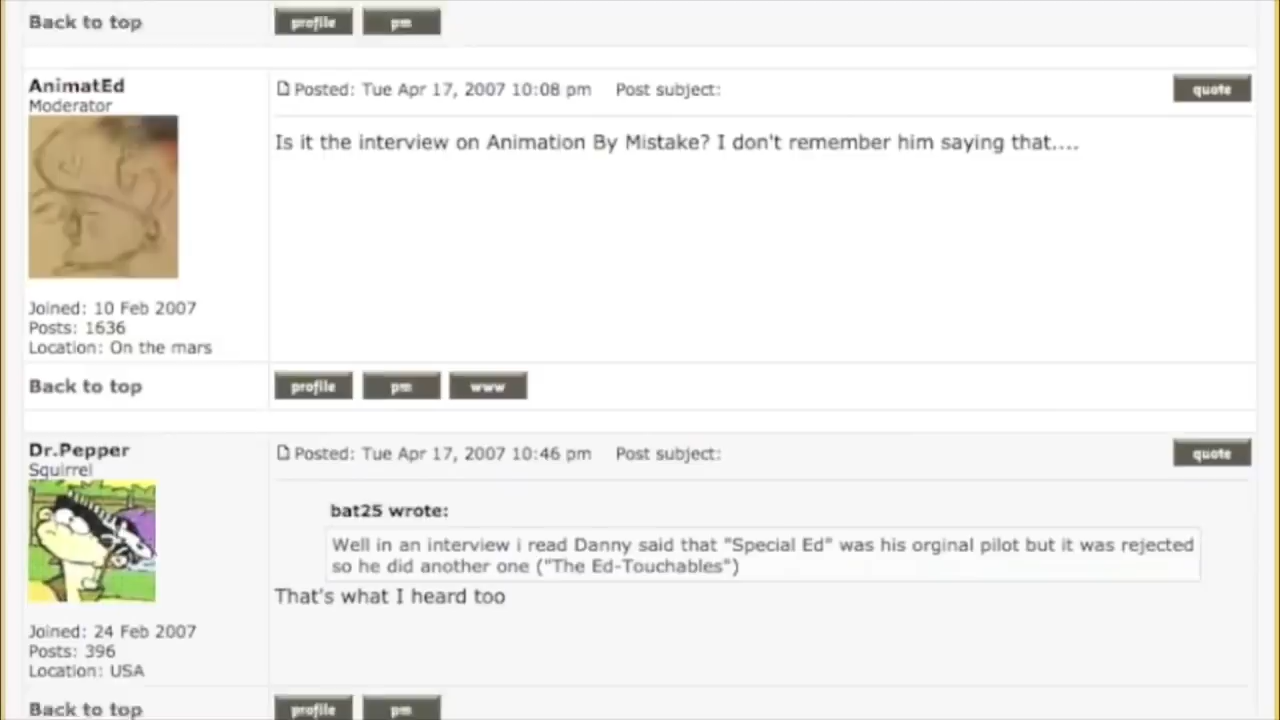 Back to top
profile
pm
AnimatEd
Moderator
Posted: Tue Apr 17, 2007 10:08 pm Post subject:
quote
Is it the interview on Animation By Mistake? I don't remember him saying that....
Joined: 10 Feb 2007
Posts: 1636
Location: On the mars
Back to top
profile
pm
www
Dr.Pepper
Squirrel
Posted: Tue Apr 17, 2007 10:46 pm Post subject:
quote
bat25 wrote:
Well in an interview i read Danny said that "Special Ed" was his orginal pilot but it was rejected
so he did another one ("The Ed-Touchables")
That's what I heard too
Joined: 24 Feb 2007
Posts: 396
Location: USA
Back to top
profile
pm